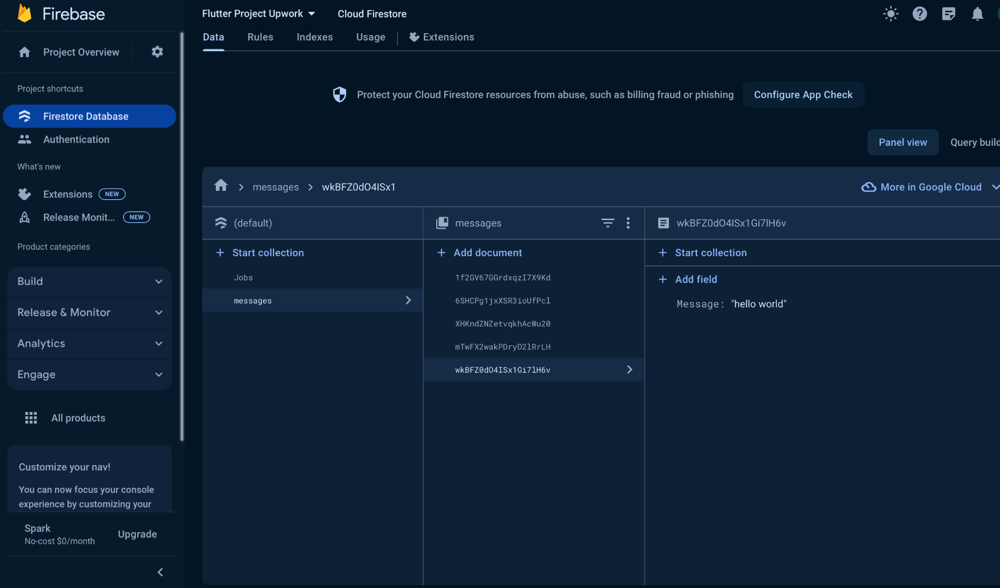 Firebase
Flutter Project Upwork
Cloud Firestore
Data
Rules
Indexes
Usage
Extensions
Project Overview
Project shortcuts
Firestore Database
Authentication
What's new
Extensions
NEW
Release Monit...
NEW
Product categories
Build
Release & Monitor
Analytics
Engage
All products
Customize your nav!
You can now focus your console
experience by customizing your
Spark
No-cost $0/month
Upgrade
Protect your Cloud Firestore resources from abuse, such as billing fraud or phishing
Configure App Check
Panel view
Query build
messages
wkBFZ0dO4ISx1
More in Google Cloud
(default)
Start collection
Jobs
messages
messages
Add document
1f2GV67GGrdxqzI7X9Kd
6SHCPg1jxXSR3ioUfPcl
XHKndZNZetvqkhAcWu20
mTwFX2wakPDryD2lRrLH
wkBFZ0dO4ISx1Gi7lH6v
wkBFZ0dO4ISx1Gi7lH6v
Start collection
Add field
Message: "hello world"